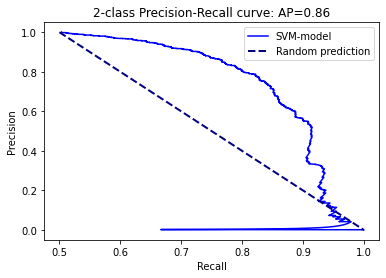 2-class Precision-Recall curve: AP=0.86
SVM-model
Random prediction
Precision
1.0
0.8
0.6
0.4
0.2
0.0
0.5 0.6 0.7 0.8 0.9 1.0
Recall